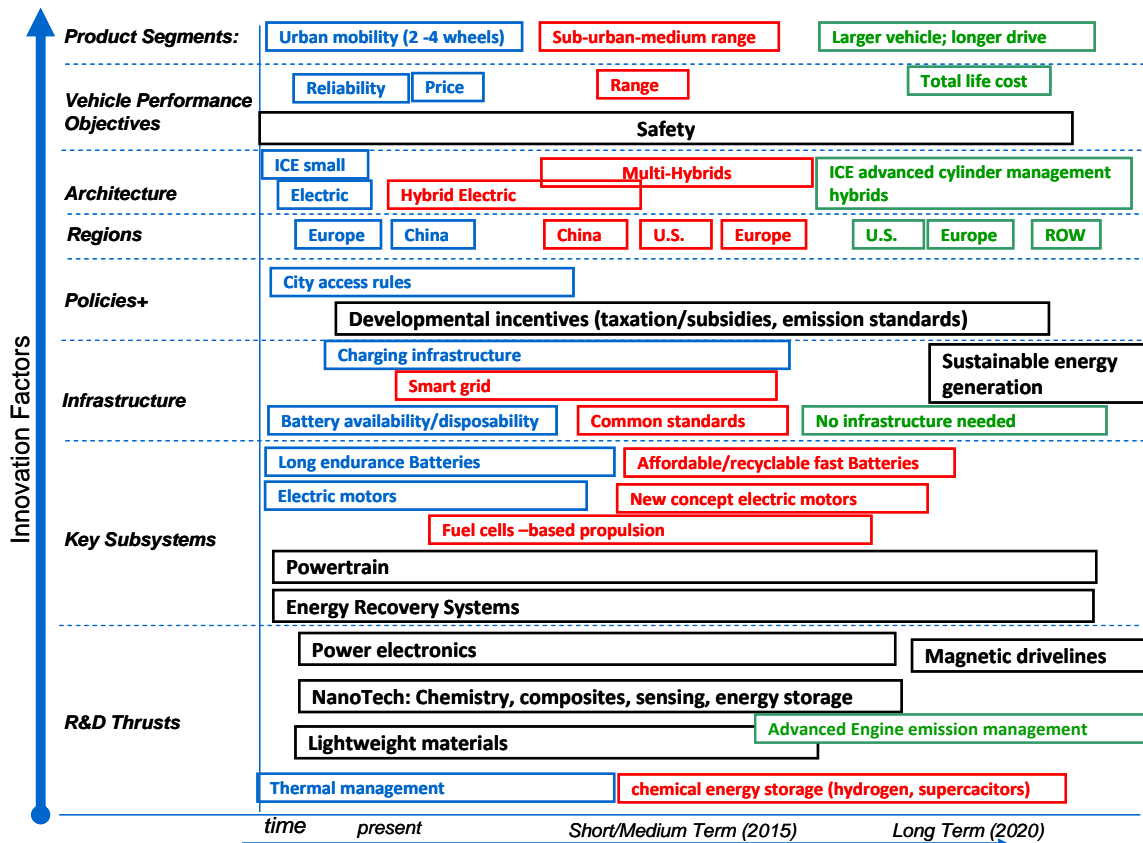 Product Segments:
Urban mobility (2 -4 wheels)
Sub-urban-medium range
Larger vehicle; longer drive
Vehicle Performance
Objectives
Reliability
Price
Range
Total life cost
Safety
Architecture
ICE small
Electric
Hybrid Electric
Multi-Hybrids
ICE advanced cylinder management
hybrids
Regions
Europe
China
China
U.S.
Europe
U.S.
Europe
ROW
Policies+
City access rules
Developmental incentives (taxation/subsidies, emission standards)
Infrastructure
Charging infrastructure
Smart grid
Battery availability/disposability
Common standards
No infrastructure needed
Sustainable energy
generation
Key Subsystems
Long endurance Batteries
Affordable/recyclable fast Batteries
Electric motors
New concept electric motors
Fuel cells –based propulsion
Powertrain
Energy Recovery Systems
R&D Thrusts
Power electronics
Magnetic drivelines
NanoTech: Chemistry, composites, sensing, energy storage
Advanced Engine emission management
Lightweight materials
Thermal management
chemical energy storage (hydrogen, supercacitors)
Innovation Factors
time
present
Short/Medium Term (2015)
Long Term (2020)